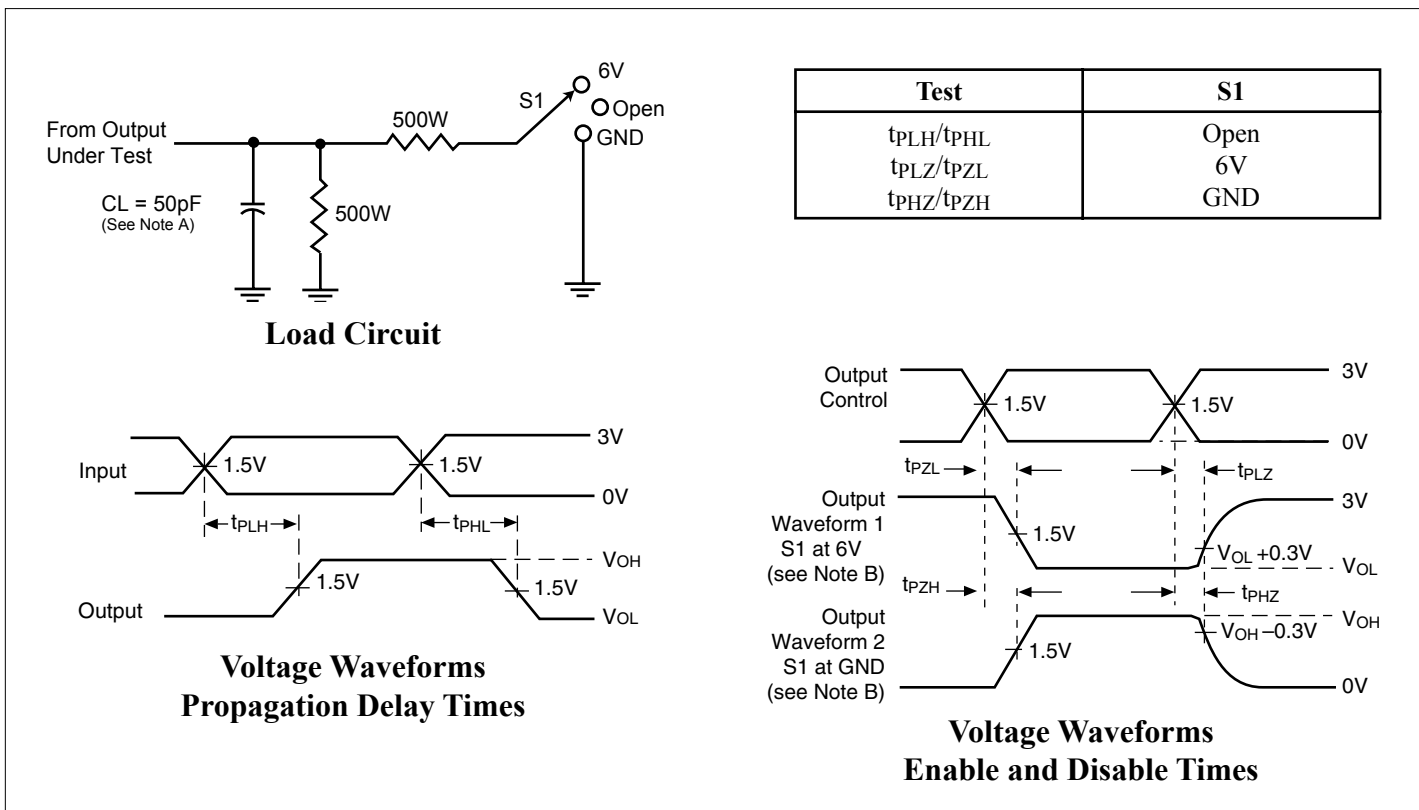 6V
S1
Open
500W
GND
From Output
Under Test
CL = 50pF
(See Note A)
500W
Load Circuit
Test S1
tPLH/tPHL Open
tPLZ/tPZL 6V
tPHZ/tPZH GND
Input
3V
1.5V
1.5V
0V
tPLH
tPHL
VOH
1.5V
1.5V
Output
VOL
Voltage Waveforms
Propagation Delay Times
Output
Control
3V
1.5V
1.5V
0V
tPZL
tPLZ
Output
Waveform 1
S1 at 6V
(see Note B)
3V
1.5V
VOL +0.3V
VOL
tPZH
tPHZ
Output
Waveform 2
S1 at GND
(see Note B)
VOH
VOH –0.3V
1.5V
0V
Voltage Waveforms
Enable and Disable Times